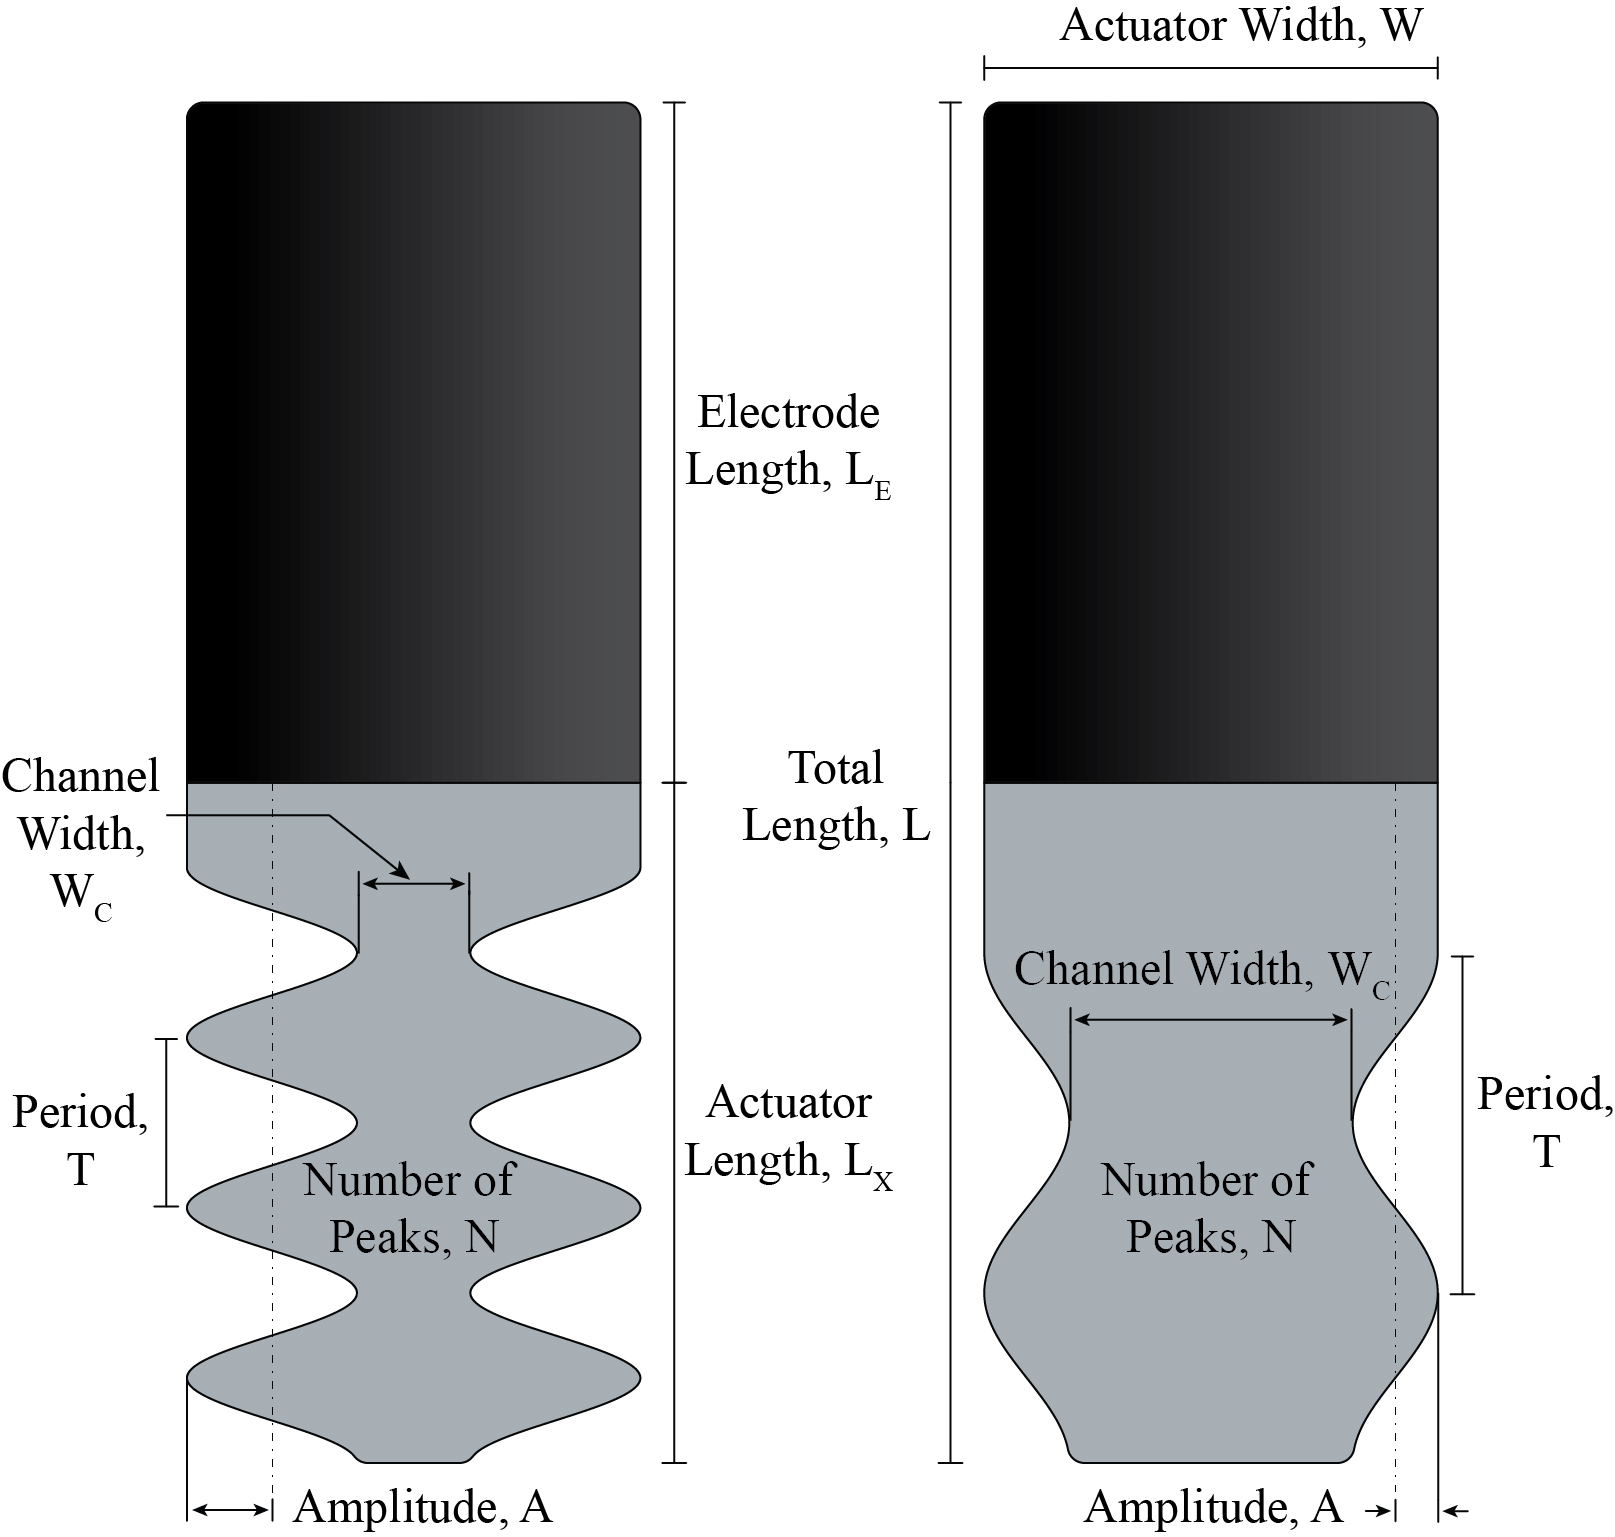 Actuator Width, W
Electrode
Length, L_E
Channel
Width,
W_C
Total
Length, L
Channel Width, W_C
Period,
T
Actuator
Length, L_X
Period,
T
Number of
Peaks, N
Number of
Peaks, N
Amplitude, A
Amplitude, A